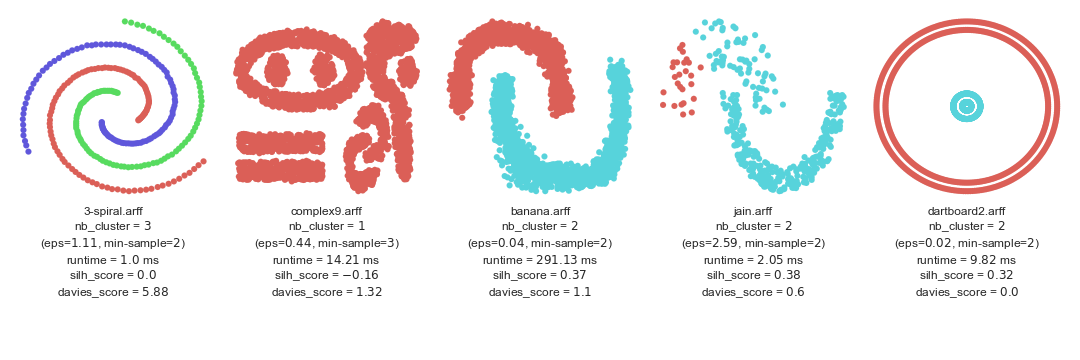 3-spiral.arff
nb_cluster = 3
(eps=1.11, min-sample=2)
runtime = 1.0 ms
silh_score = 0.0
davies_score = 5.88
complex9.arff
nb_cluster = 1
(eps=0.44, min-sample=3)
runtime = 14.21 ms
silh_score = −0.16
davies_score = 1.32
banana.arff
nb_cluster = 2
(eps=0.04, min-sample=2)
runtime = 291.13 ms
silh_score = 0.37
davies_score = 1.1
jain.arff
nb_cluster = 2
(eps=2.59, min-sample=2)
runtime = 2.05 ms
silh_score = 0.38
davies_score = 0.6
dartboard2.arff
nb_cluster = 2
(eps=0.02, min-sample=2)
runtime = 9.82 ms
silh_score = 0.32
davies_score = 0.0